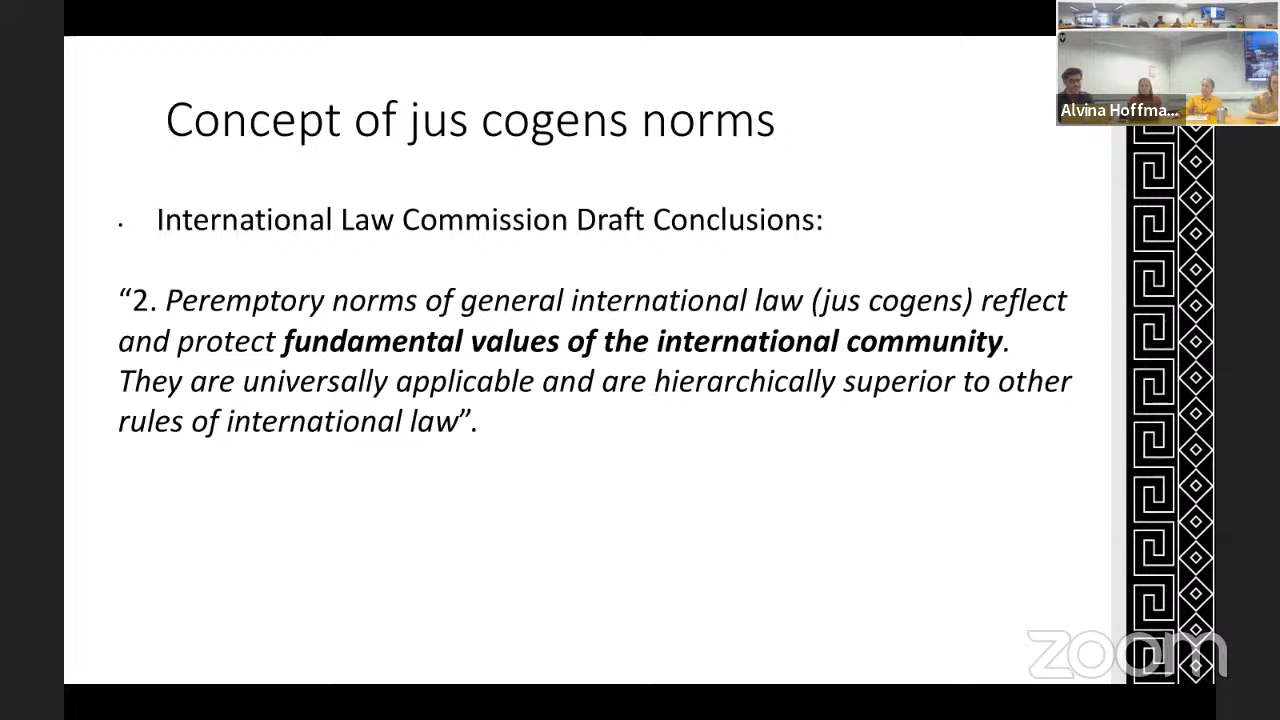 Concept of jus cogens norms
Alvina Hoffma...
• International Law Commission Draft Conclusions:
“2. Peremptory norms of general international law (jus cogens) reflect
and protect fundamental values of the international community.
They are universally applicable and are hierarchically superior to other
rules of international law”.
zoom